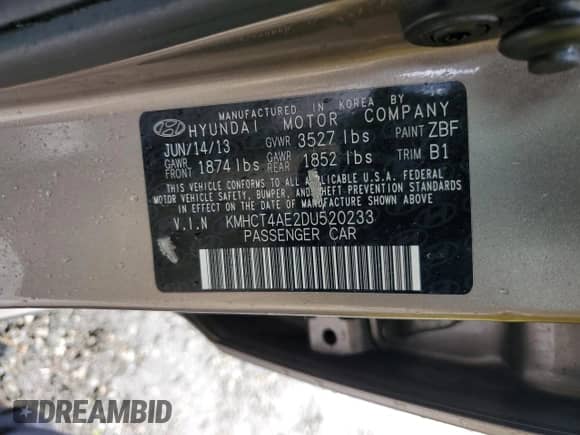 MANUFACTURED IN KOREA BY
HYUNDAI MOTOR COMPANY
JUN/14/13 GVWR 3527 lbs PAINT ZBF
GAWR FRONT 1874 lbs GAWR REAR 1852 lbs TRIM B1
THIS VEHICLE CONFORMS TO ALL APPLICABLE U.S.A. FEDERAL
MOTOR VEHICLE SAFETY, BUMPER, AND THEFT PREVENTION STANDARDS
IN EFFECT ON THE DATE OF MANUFACTURE SHOWN ABOVE
V.I.N KMHCT4AE2DU520233
PASSENGER CAR
DREAMBID